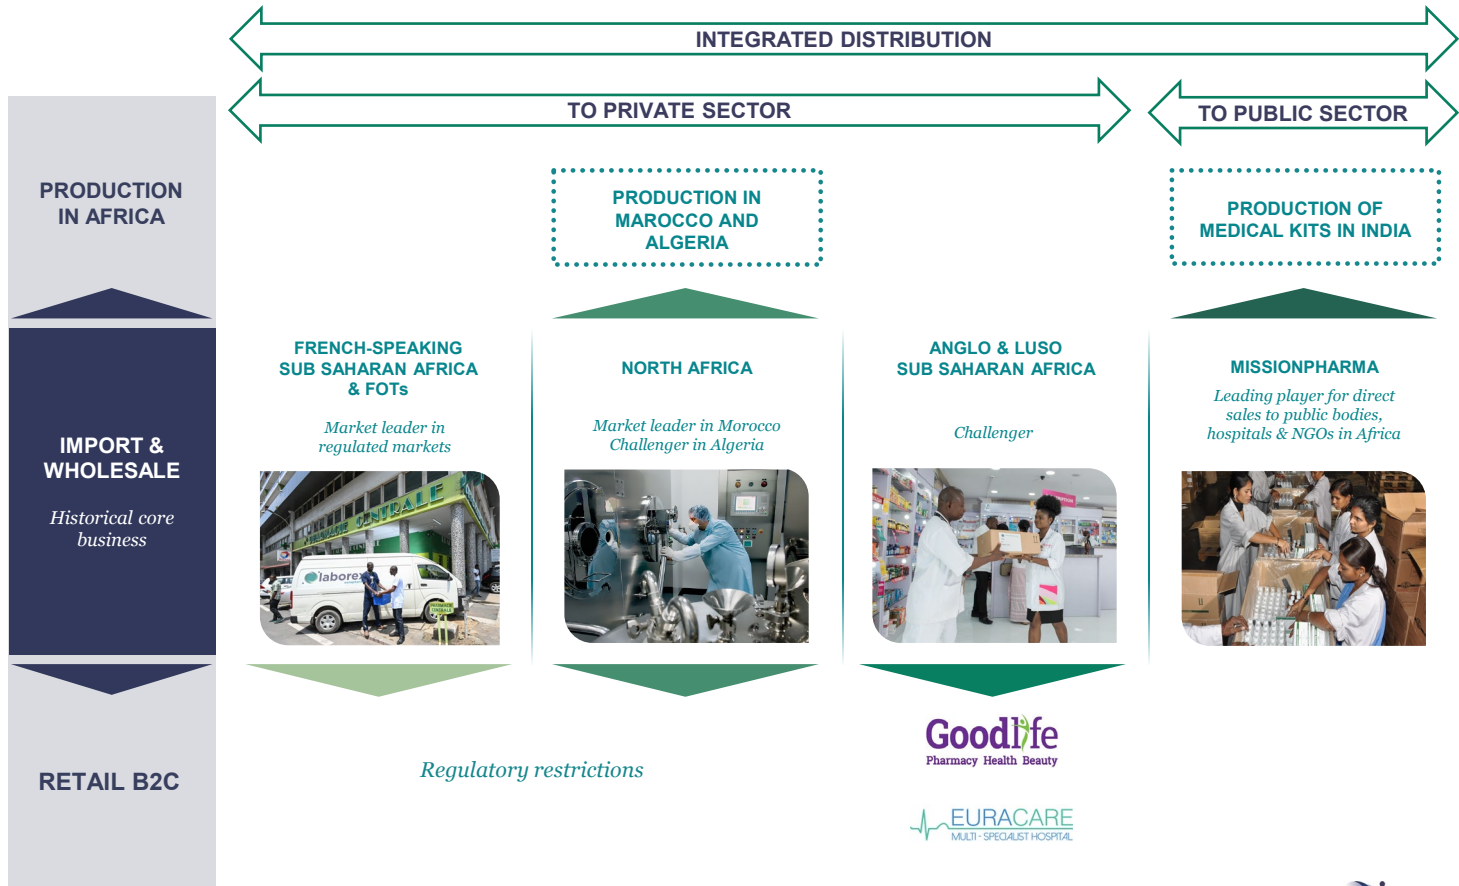 INTEGRATED DISTRIBUTION
TO PRIVATE SECTOR
TO PUBLIC SECTOR
PRODUCTION
IN AFRICA
PRODUCTION IN
MAROCCO AND
ALGERIA
PRODUCTION OF
MEDICAL KITS IN INDIA
IMPORT &
WHOLESALE
Historical core
business
FRENCH-SPEAKING
SUB SAHARAN AFRICA
& FOTs
Market leader in
regulated markets
PHARMACIE CENTRALE
laborex
NORTH AFRICA
Market leader in Morocco
Challenger in Algeria
ANGLO & LUSO
SUB SAHARAN AFRICA
Challenger
MISSIONPHARMA
Leading player for direct
sales to public bodies,
hospitals & NGOs in Africa
RETAIL B2C
Regulatory restrictions
Goodlife
Pharmacy Health Beauty
EURACARE
MULTI - SPECIALIST HOSPITAL